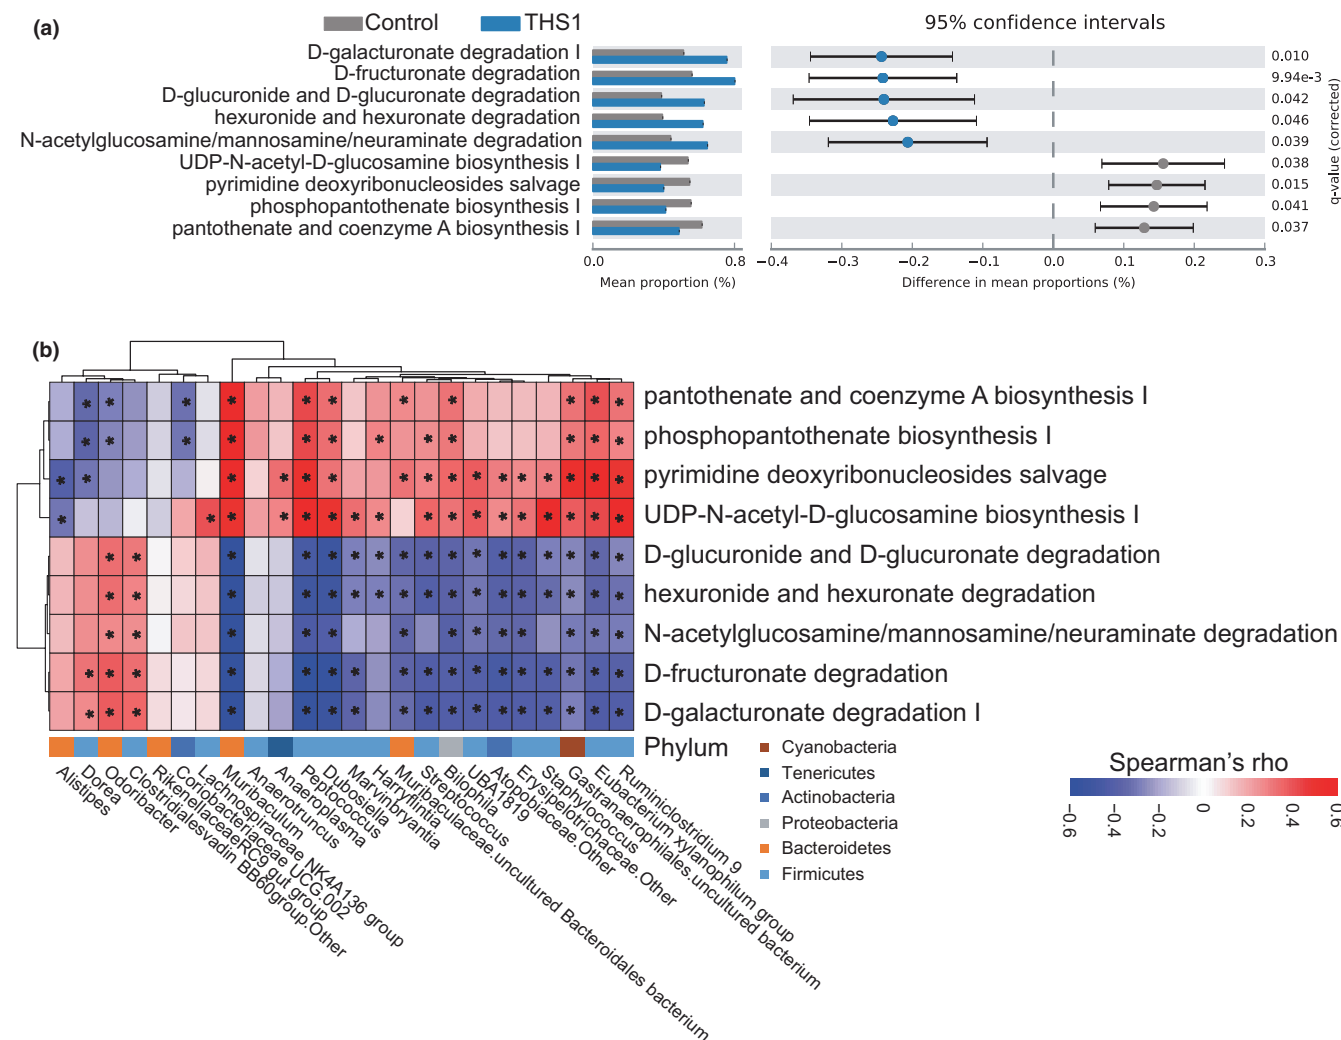 (a)
Control
THS1
95% confidence intervals
D-galacturonate degradation I
D-fructuronate degradation
D-glucuronide and D-glucuronate degradation
hexuronide and hexuronate degradation
N-acetylglucosamine/mannosamine/neuraminate degradation
UDP-N-acetyl-D-glucosamine biosynthesis I
pyrimidine deoxyribonucleosides salvage
phosphopantothenate biosynthesis I
pantothenate and coenzyme A biosynthesis I
0.010
9.94e-3
0.042
0.046
0.039
0.038
0.015
0.041
0.037
q-value (corrected)
0.0 0.8
Mean proportion (%)
−0.4 −0.3 −0.2 −0.1 0.0 0.1 0.2 0.3
Difference in mean proportions (%)
(b)
pantothenate and coenzyme A biosynthesis I
phosphopantothenate biosynthesis I
pyrimidine deoxyribonucleosides salvage
UDP-N-acetyl-D-glucosamine biosynthesis I
D-glucuronide and D-glucuronate degradation
hexuronide and hexuronate degradation
N-acetylglucosamine/mannosamine/neuraminate degradation
D-fructuronate degradation
D-galacturonate degradation I
Phylum
Alistipes
Dorea
Odoribacter
Clostridialesvadin BB60group.Other
RikenellaceaeRC9 gut group
Coriobacteriaceae UCG.002
Lachnospiraceae NK4A136 group
Muribaculum
Anaerotruncus
Anaeroplasma
Peptococcus
Dubosiella
Marvinbryantia
Harryflintia
Muribaculaceae.uncultured Bacteroidales bacterium
Streptococcus
Bilophila
UBA1819
Atopobiaceae.Other
Erysipelotrichaceae.Other
Staphylococcus
Gastranaerophilales.uncultured bacterium
Eubacterium xylanophilum group
Ruminiclostridium 9
Cyanobacteria
Tenericutes
Actinobacteria
Proteobacteria
Bacteroidetes
Firmicutes
Spearman's rho
-0.6 -0.4 -0.2 0 0.2 0.4 0.6